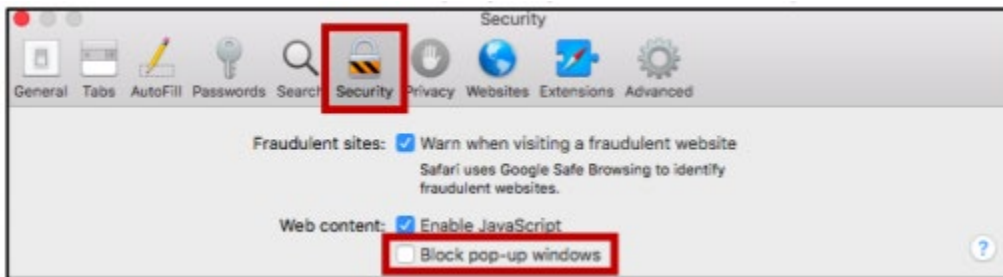 Security
General Tabs AutoFill Passwords Search Security Privacy Websites Extensions Advanced
Fraudulent sites: Warn when visiting a fraudulent website
Safari uses Google Safe Browsing to identify
fraudulent websites.
Web content: Enable JavaScript
Block pop-up windows
?